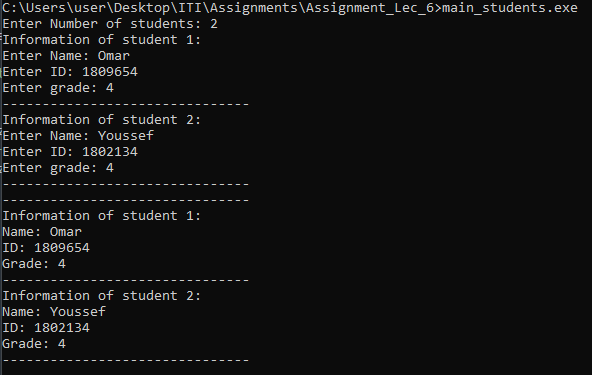 C:\Users\user\Desktop\ITI\Assignments\Assignment_Lec_6>main_students.exe
Enter Number of students: 2
Information of student 1:
Enter Name: Omar
Enter ID: 1809654
Enter grade: 4
-------------------------------
Information of student 2:
Enter Name: Youssef
Enter ID: 1802134
Enter grade: 4
-------------------------------
-------------------------------
Information of student 1:
Name: Omar
ID: 1809654
Grade: 4
-------------------------------
Information of student 2:
Name: Youssef
ID: 1802134
Grade: 4
-------------------------------